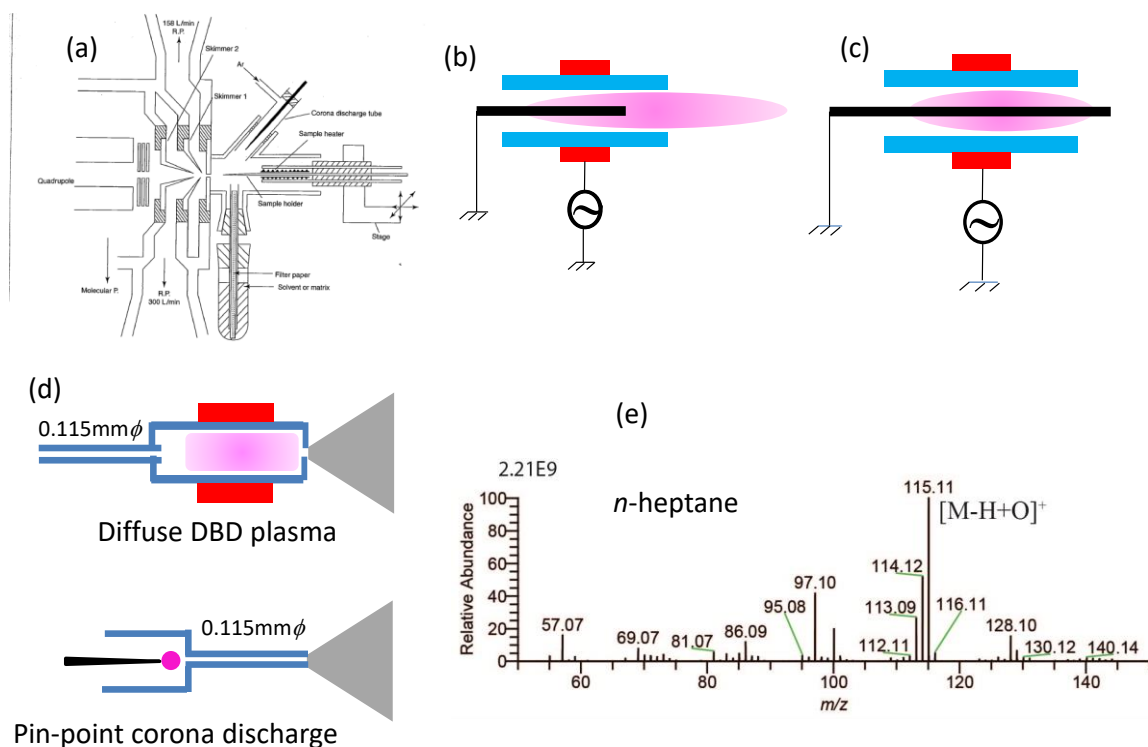 (a)
158 L/min
R.P.
Skimmer 2
Skimmer 1
Ar
Corona discharge tube
Sample heater
Quadrupole
Sample holder
Stage
Filter paper
Solvent or matrix
Molecular P.
R.P.
300 L/min
(b)
(c)
(d)
0.115mmϕ
Diffuse DBD plasma
0.115mmϕ
Pin-point corona discharge
(e)
2.21E9
n-heptane
[M-H+O]⁺
Relative Abundance
100
80
60
40
20
0
57.07
69.07
81.07
86.09
95.08
97.10
112.11
113.09
114.12
115.11
116.11
128.10
130.12
140.14
60
80
100
120
140
m/z